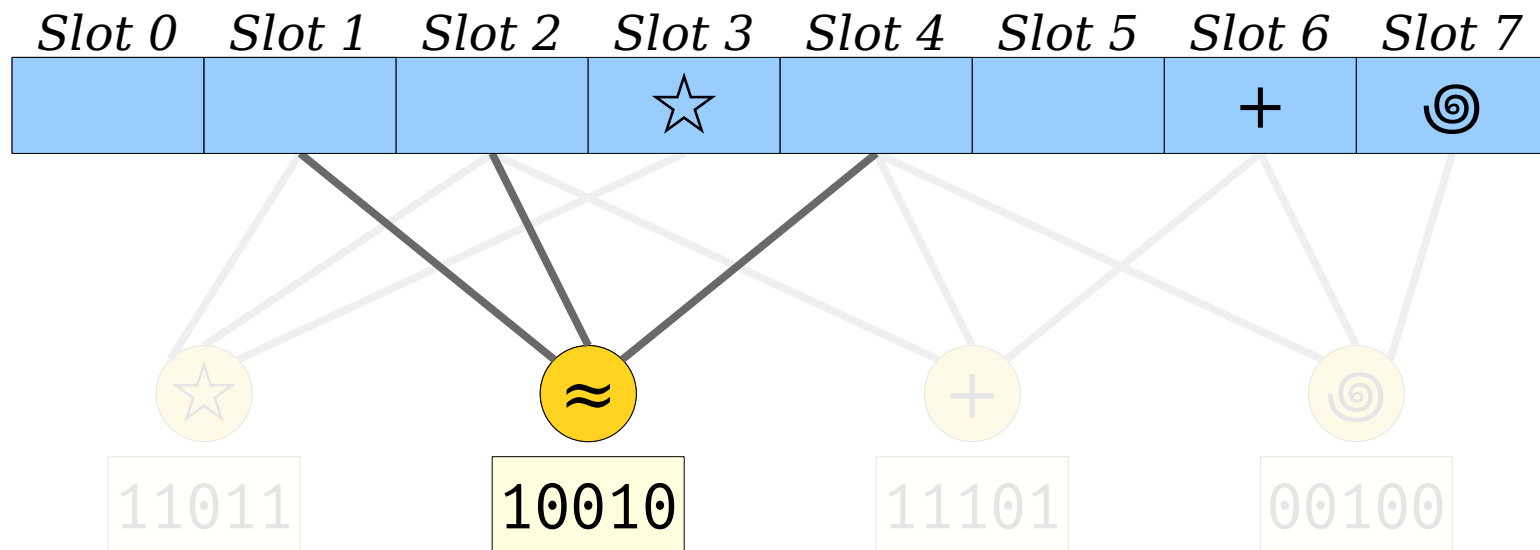 Slot 0 Slot 1 Slot 2 Slot 3 Slot 4 Slot 5 Slot 6 Slot 7
☆ + 
☆ ≈ + 
11011 10010 11101 00100